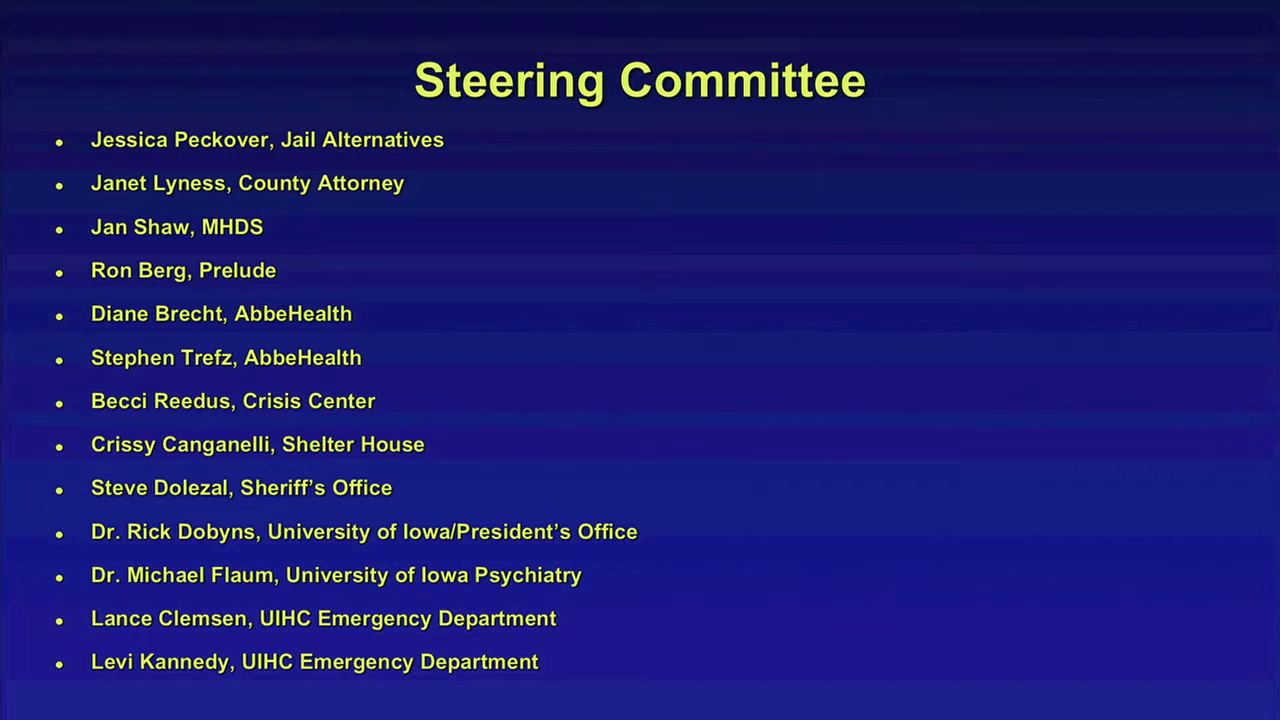 Steering Committee
• Jessica Peckover, Jail Alternatives
• Janet Lyness, County Attorney
• Jan Shaw, MHDS
• Ron Berg, Prelude
• Diane Brecht, AbbeHealth
• Stephen Trefz, AbbeHealth
• Becci Reedus, Crisis Center
• Crissy Canganelli, Shelter House
• Steve Dolezal, Sheriff’s Office
• Dr. Rick Dobyns, University of Iowa/President’s Office
• Dr. Michael Flaum, University of Iowa Psychiatry
• Lance Clemsen, UIHC Emergency Department
• Levi Kannedy, UIHC Emergency Department